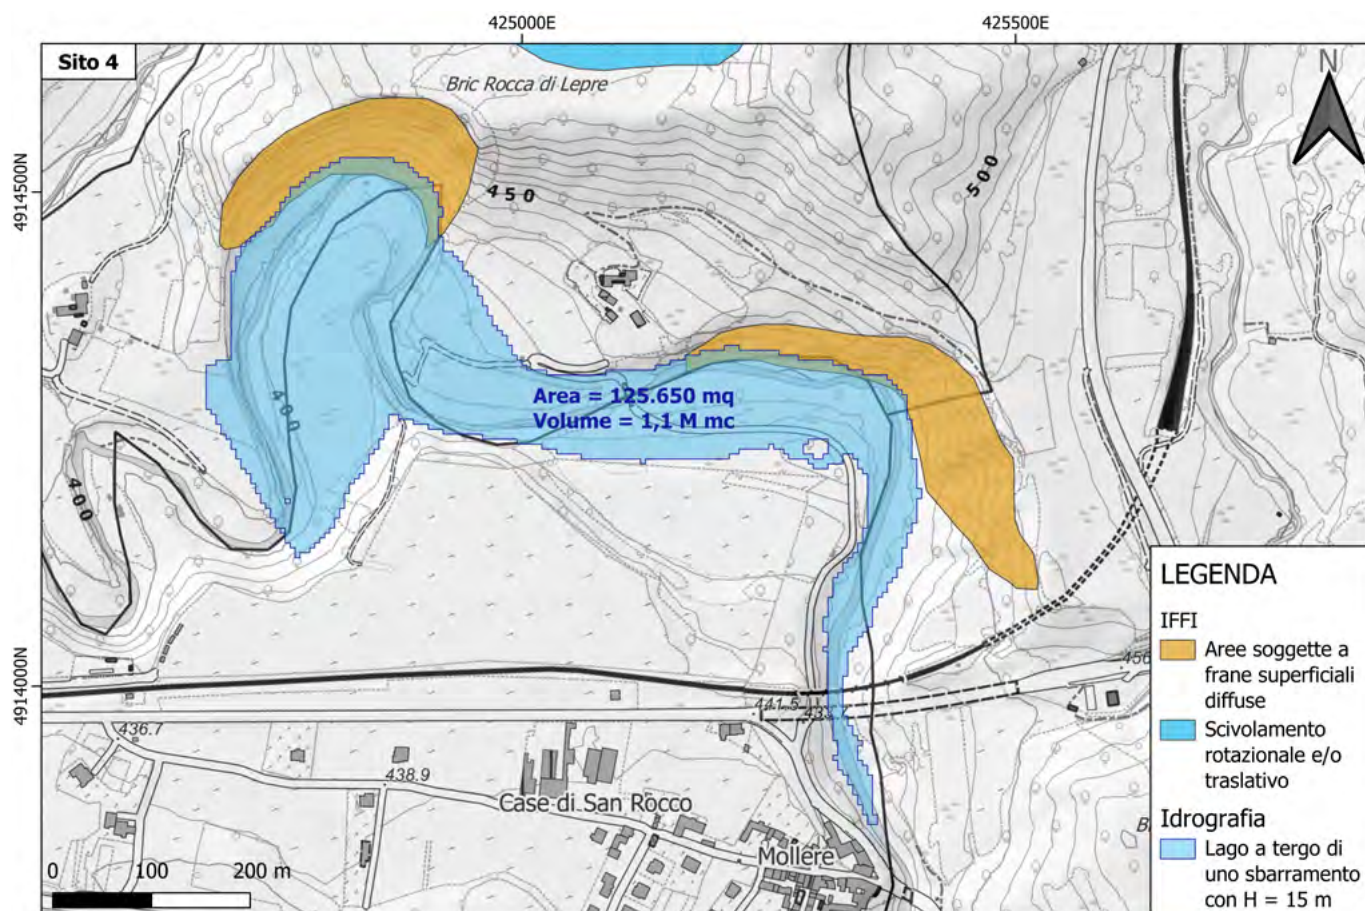 425000E
425500E
Sito 4
Bric Rocca di Lepre
N
4914500N
450
500
Area = 125.650 mq
Volume = 1,1 M mc
400
400
4914000N
LEGENDA
IFFI
Aree soggette a
frane superficiali
diffuse
Scivolamento
rotazionale e/o
traslativo
Idrografia
Lago a tergo di
uno sbarramento
con H = 15 m
441.5
436.7
438.9
Case di San Rocco
Mollere
0
100
200 m